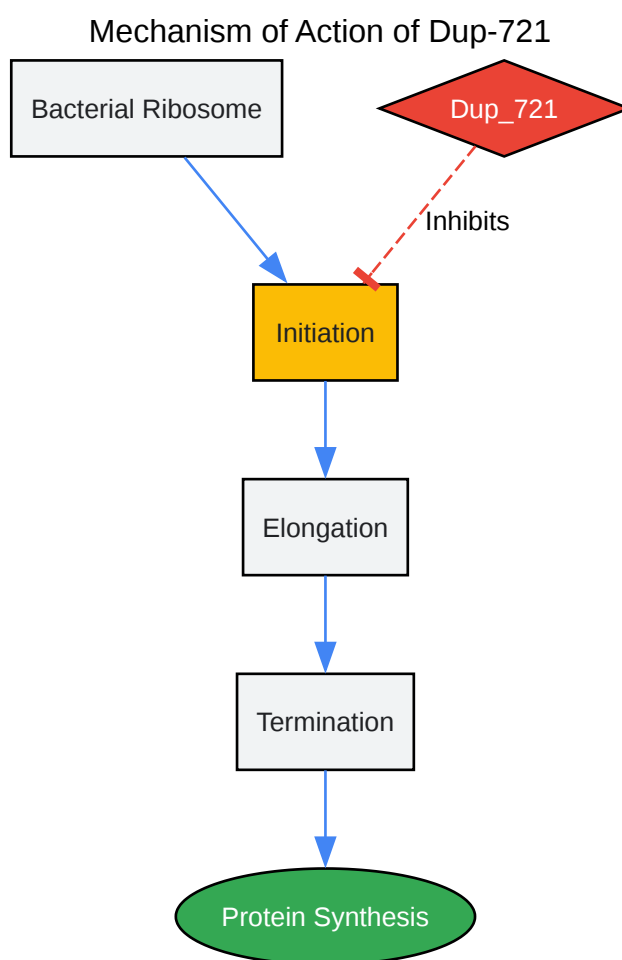 Mechanism of Action of Dup-721
Bacterial Ribosome
Dup_721
Inhibits
Initiation
Elongation
Termination
Protein Synthesis